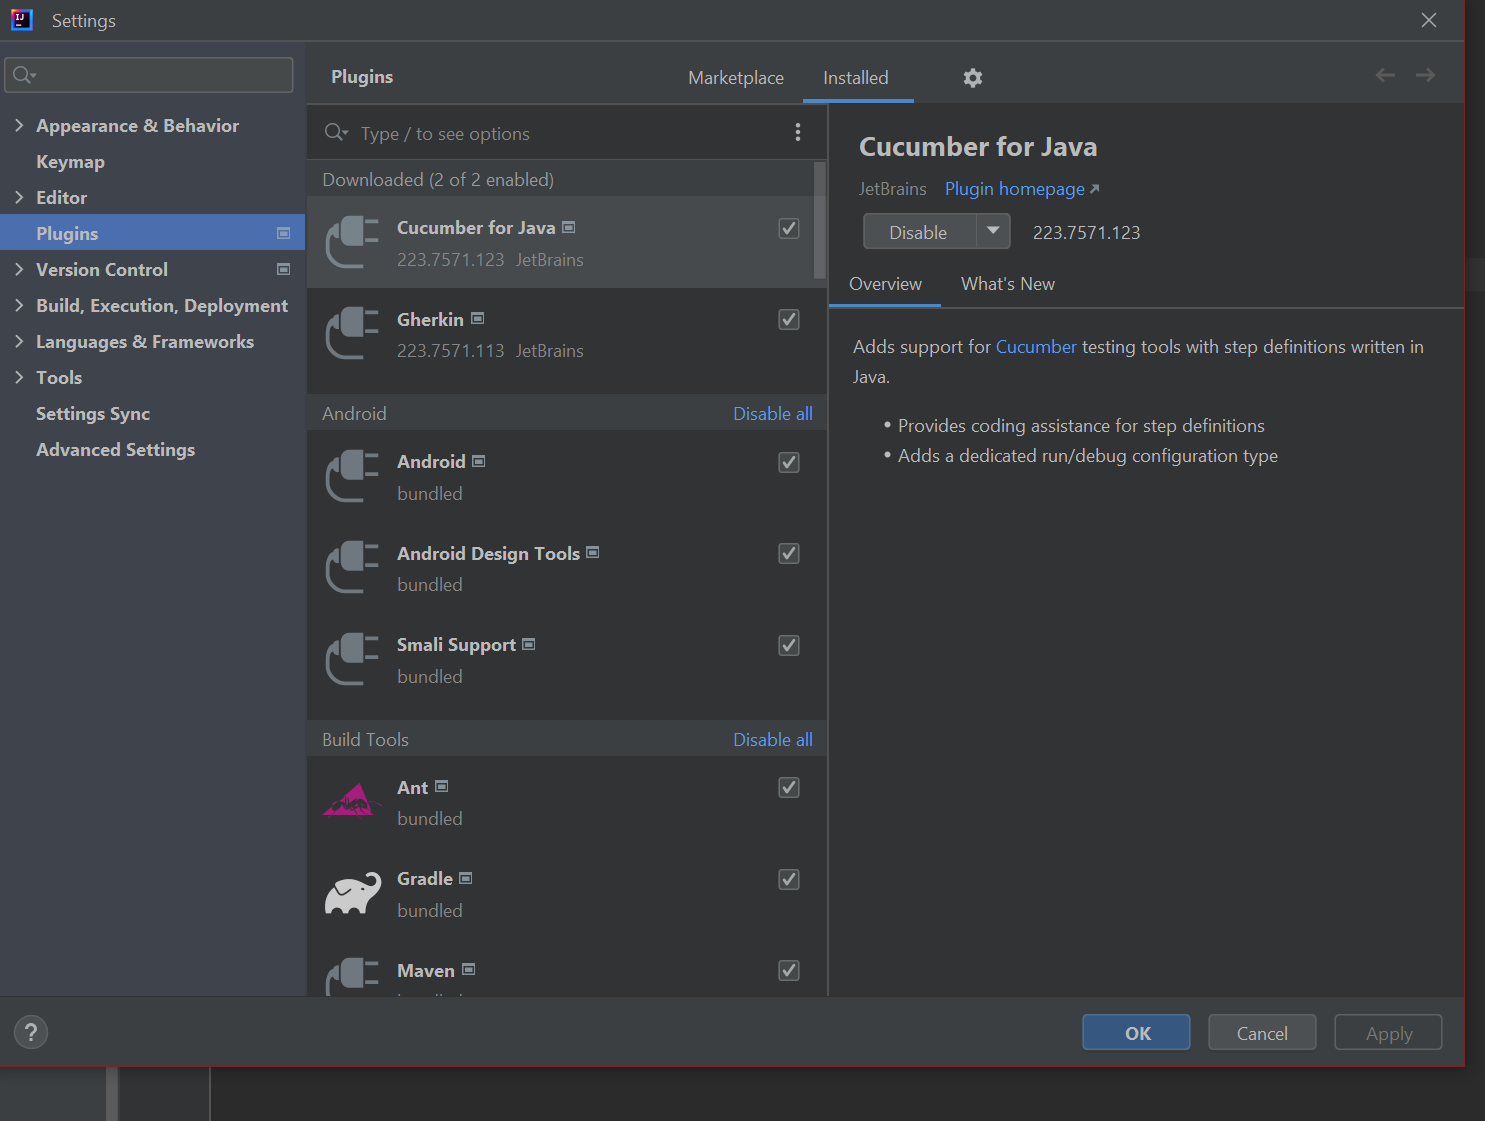 IJ
Settings
Appearance & Behavior
Keymap
Editor
Plugins
Version Control
Build, Execution, Deployment
Languages & Frameworks
Tools
Settings Sync
Advanced Settings
Plugins
Marketplace
Installed
Type / to see options
Downloaded (2 of 2 enabled)
Cucumber for Java
223.7571.123 JetBrains
Gherkin
223.7571.113 JetBrains
Android
Disable all
Android
bundled
Android Design Tools
bundled
Smali Support
bundled
Build Tools
Disable all
Ant
bundled
Gradle
bundled
Maven
Cucumber for Java
JetBrains
Plugin homepage
Disable
223.7571.123
Overview
What's New
Adds support for Cucumber testing tools with step definitions written in
Java.
• Provides coding assistance for step definitions
• Adds a dedicated run/debug configuration type
?
OK
Cancel
Apply